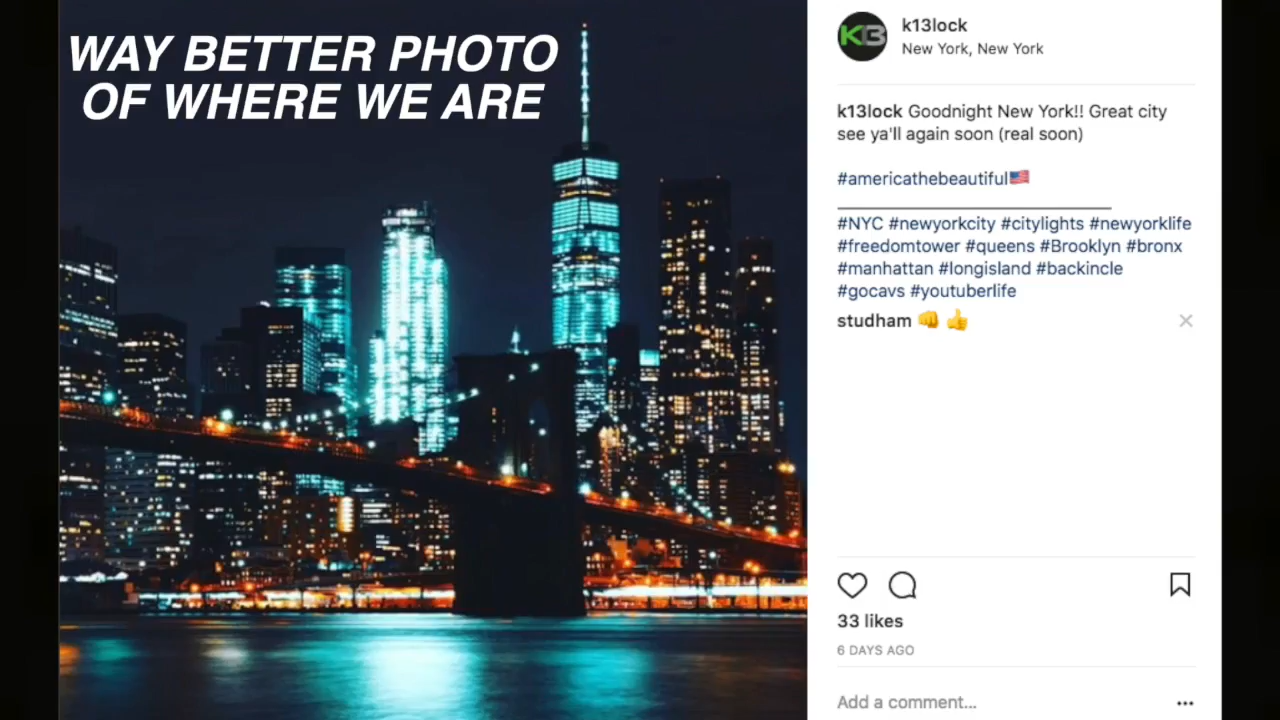 WAY BETTER PHOTO
OF WHERE WE ARE
K13
k13lock
New York, New York
k13lock Goodnight New York!! Great city
see ya'll again soon (real soon)
#americathebeautiful🇺🇸
#NYC #newyorkcity #citylights #newyorklife
#freedomtower #queens #Brooklyn #bronx
#manhattan #longisland #backincle
#gocavs #youtuberlife
studham 👊 👍
33 likes
6 DAYS AGO
Add a comment...